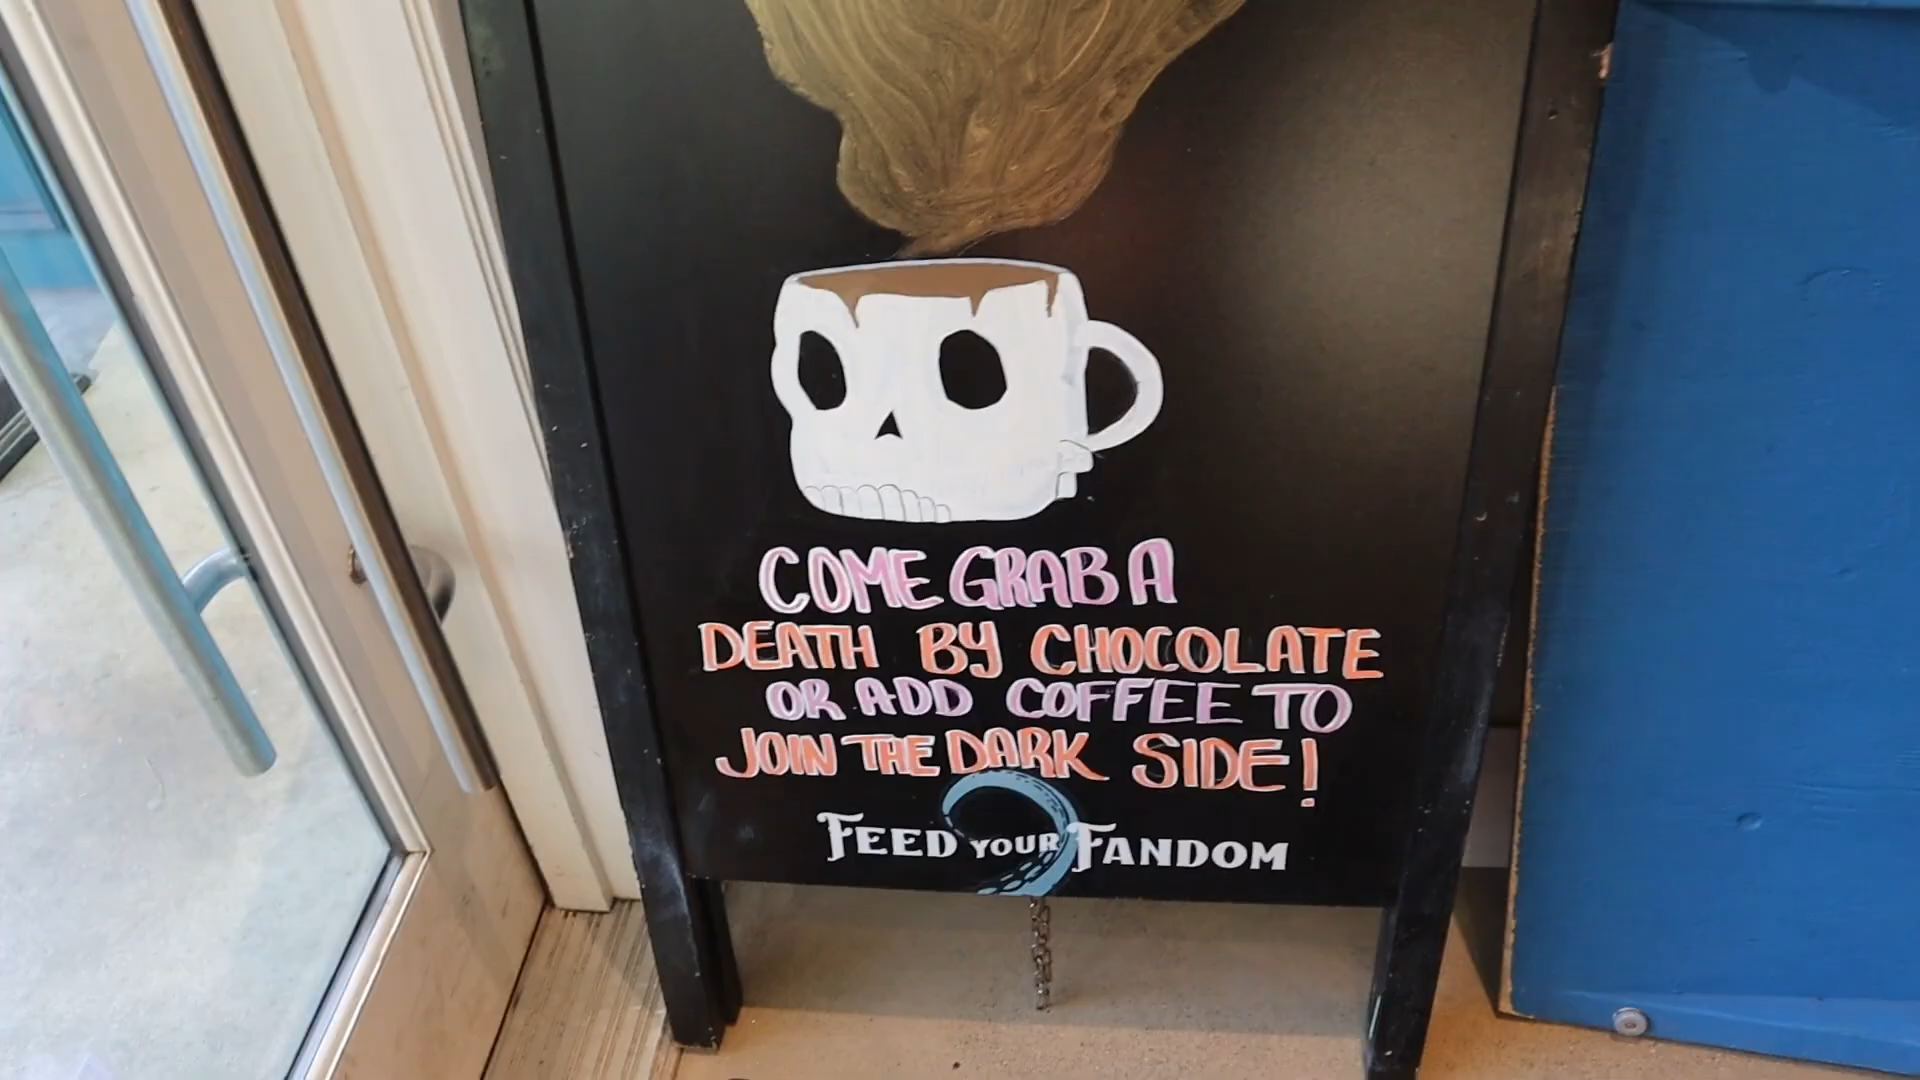 COME GRAB A
DEATH BY CHOCOLATE
OR ADD COFFEE TO
JOIN THE DARK SIDE!
FEED YOUR FANDOM